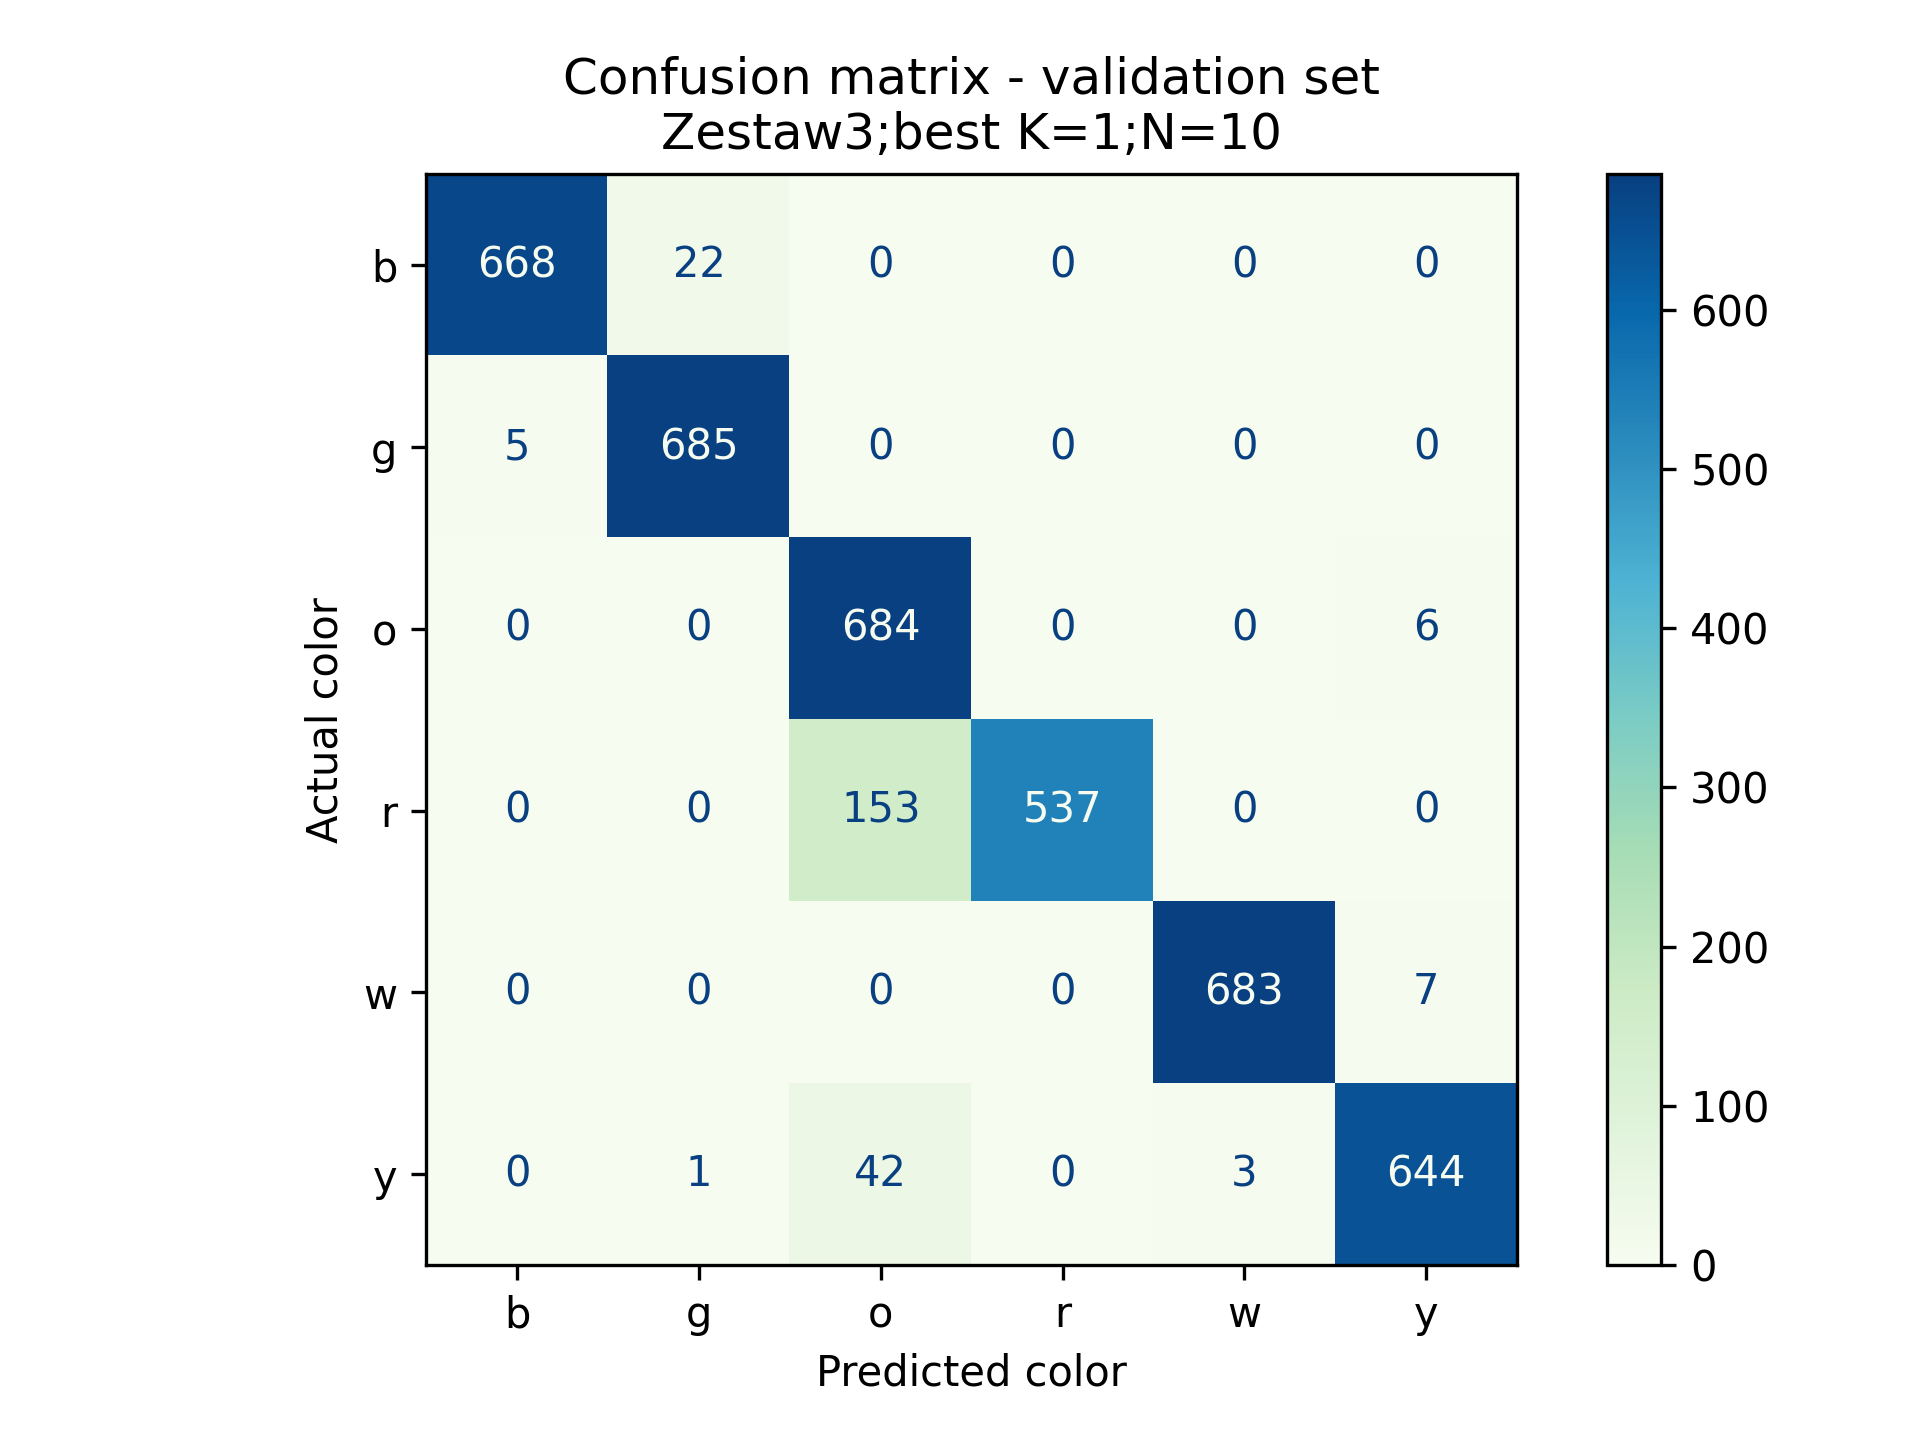 Confusion matrix - validation set
Zestaw3;best K=1;N=10
b 668 22 0 0 0 0
g 5 685 0 0 0 0
o 0 0 684 0 0 6
r 0 0 153 537 0 0
w 0 0 0 0 683 7
y 0 1 42 0 3 644
b g o r w y
Predicted color
Actual color
600
500
400
300
200
100
0